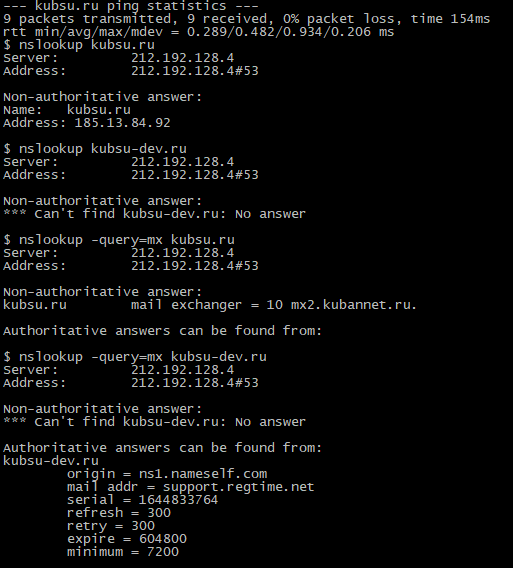 --- kubsu.ru ping statistics ---
9 packets transmitted, 9 received, 0% packet loss, time 154ms
rtt min/avg/max/mdev = 0.289/0.482/0.934/0.206 ms
$ nslookup kubsu.ru
Server:         212.192.128.4
Address:        212.192.128.4#53

Non-authoritative answer:
Name:   kubsu.ru
Address: 185.13.84.92

$ nslookup kubsu-dev.ru
Server:         212.192.128.4
Address:        212.192.128.4#53

Non-authoritative answer:
*** Can't find kubsu-dev.ru: No answer

$ nslookup -query=mx kubsu.ru
Server:         212.192.128.4
Address:        212.192.128.4#53

Non-authoritative answer:
kubsu.ru        mail exchanger = 10 mx2.kubannet.ru.

Authoritative answers can be found from:

$ nslookup -query=mx kubsu-dev.ru
Server:         212.192.128.4
Address:        212.192.128.4#53

Non-authoritative answer:
*** Can't find kubsu-dev.ru: No answer

Authoritative answers can be found from:
kubsu-dev.ru
        origin = ns1.nameself.com
        mail addr = support.regtime.net
        serial = 1644833764
        refresh = 300
        retry = 300
        expire = 604800
        minimum = 7200